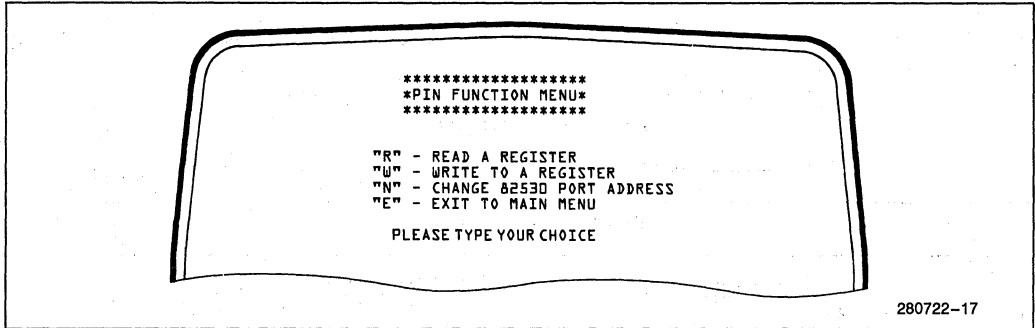 *******************
*PIN FUNCTION MENU*
*******************
"R" - READ A REGISTER
"W" - WRITE TO A REGISTER
"N" - CHANGE 82530 PORT ADDRESS
"E" - EXIT TO MAIN MENU
PLEASE TYPE YOUR CHOICE
280722-17